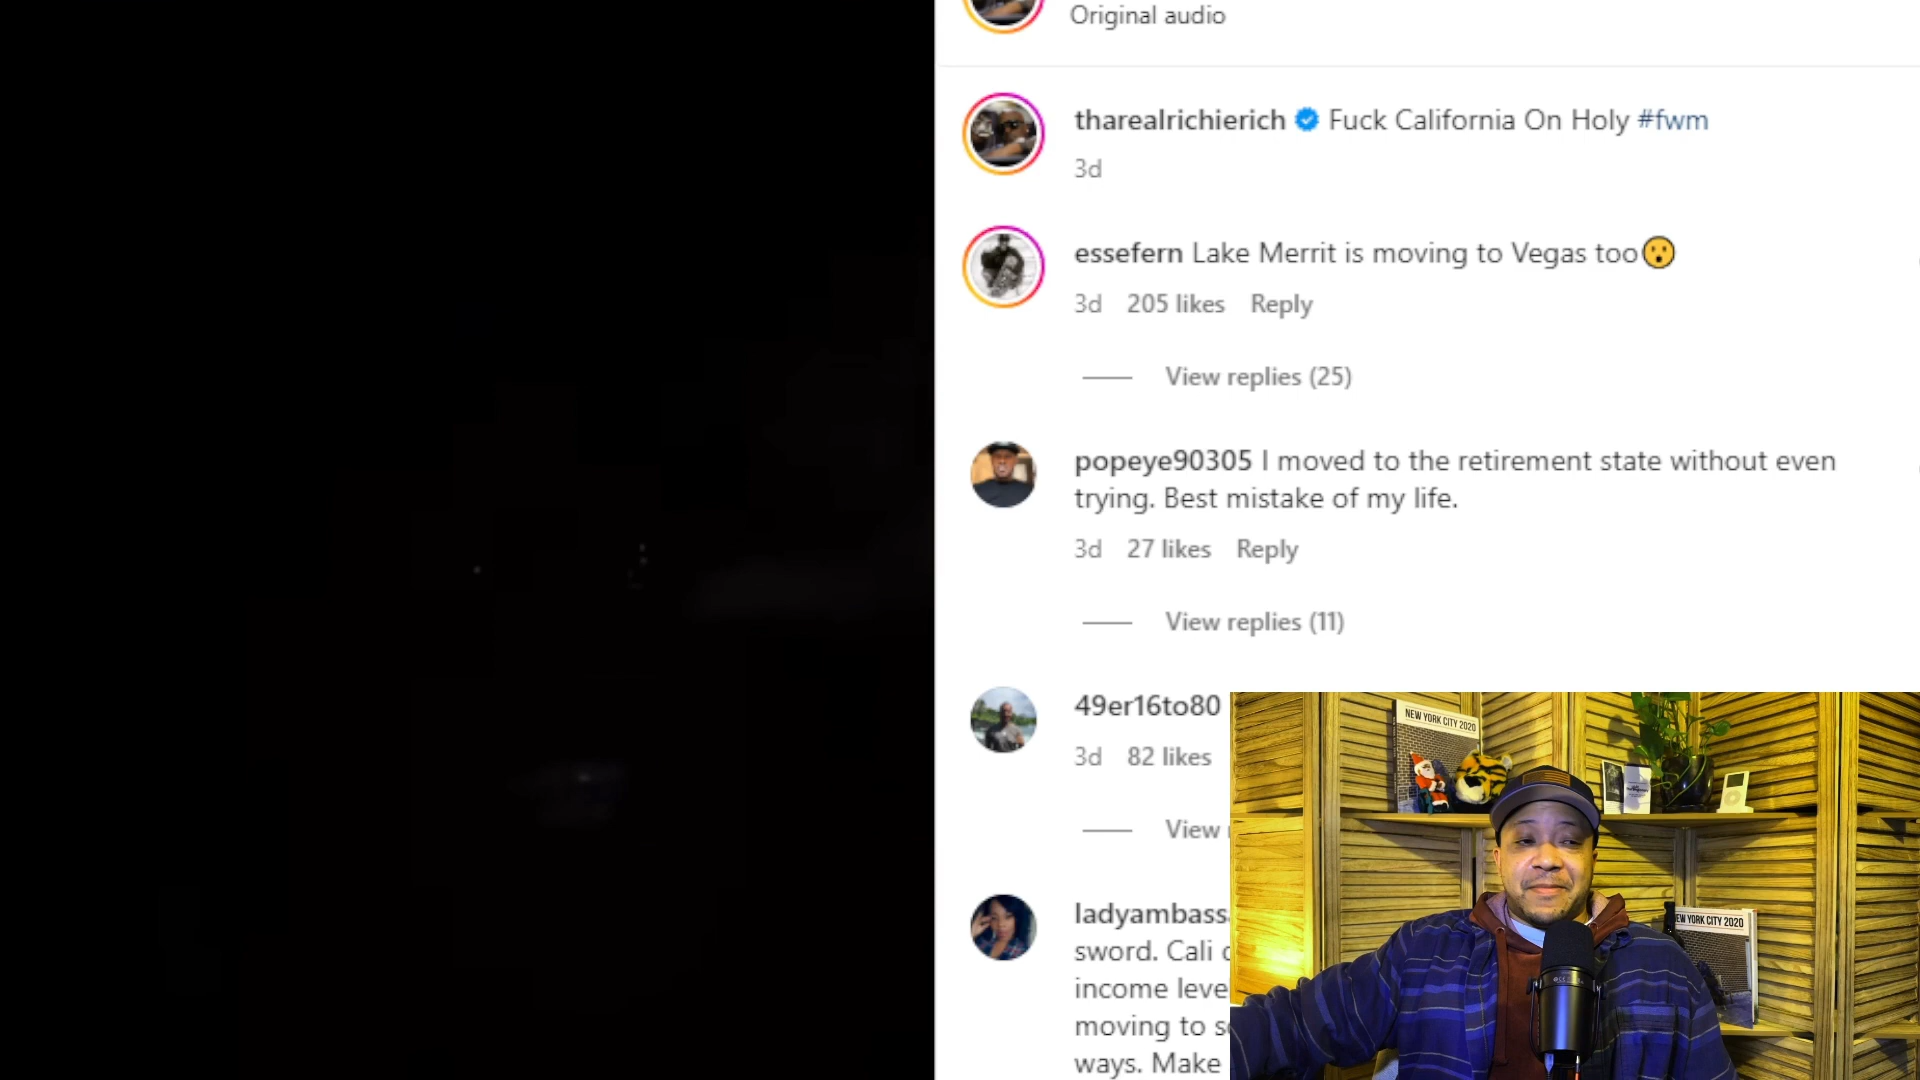 Original audio
tharealrichierich Fuck California On Holy #fwm
3d
essefern Lake Merrit is moving to Vegas too😮
3d 205 likes Reply
View replies (25)
popeye90305 I moved to the retirement state without even
trying. Best mistake of my life.
3d 27 likes Reply
View replies (11)
49er16to80
3d 82 likes
View
ladyambass
sword. Cali
income leve
moving to
ways. Make
NEW YORK CITY 2020
NEW YORK CITY 2020